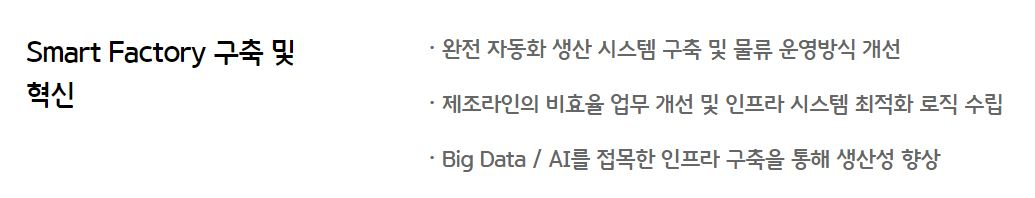 Smart Factory 구축 및
혁신
· 완전 자동화 생산 시스템 구축 및 물류 운영방식 개선
· 제조라인의 비효율 업무 개선 및 인프라 시스템 최적화 로직 수립
· Big Data / AI를 접목한 인프라 구축을 통해 생산성 향상